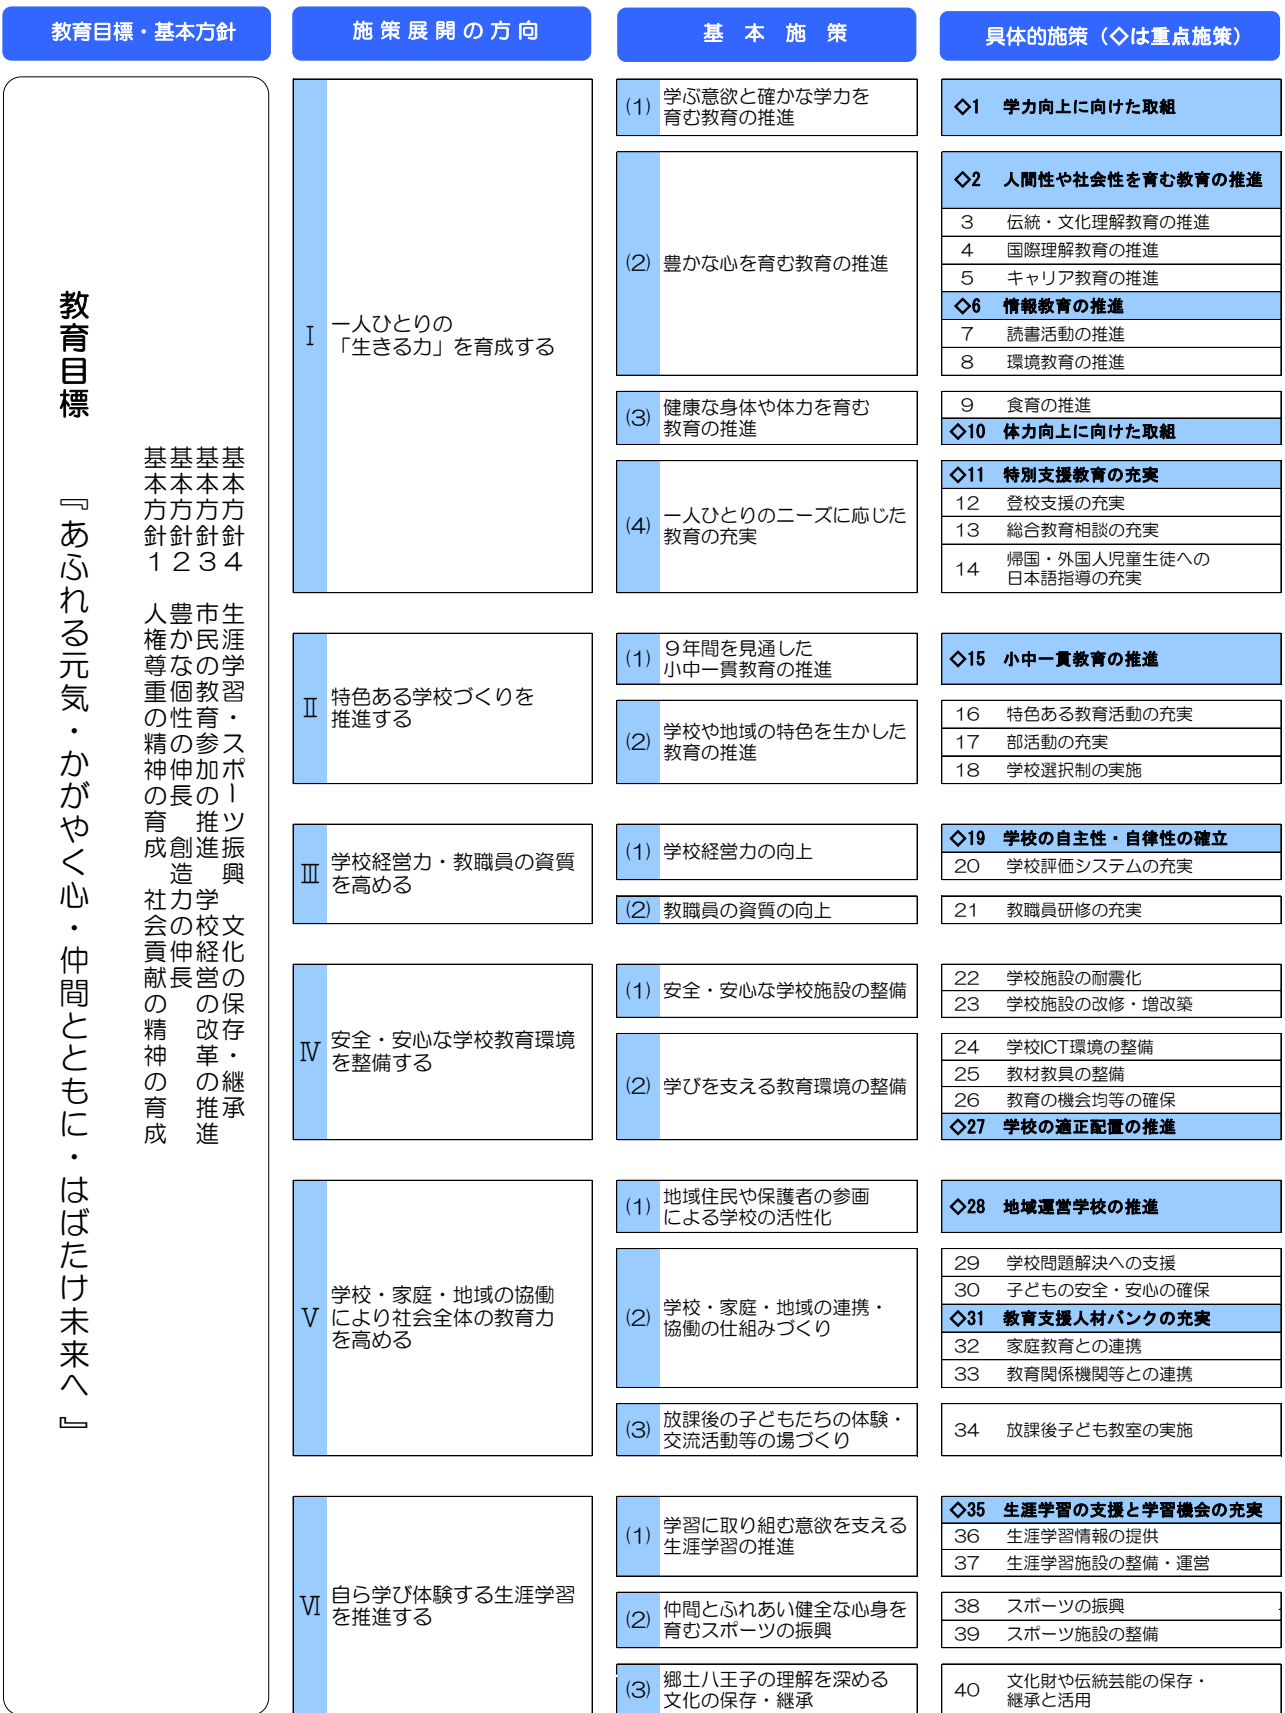 教育目標・基本方針
施策展開の方向
基本施策
具体的施策（◇は重点施策）
教育目標　『あふれる元気・かがやく心・仲間とともに・はばたけ未来へ』
基本方針１　人権尊重の精神の育成　社会貢献の精神の育成
基本方針２　豊かな個性の伸長　創造力の伸長
基本方針３　市民の教育参加の推進　学校経営の改革の推進
基本方針４　生涯学習・スポーツ振興　文化の保存・継承
Ⅰ
一人ひとりの
「生きる力」を育成する
(1)
学ぶ意欲と確かな学力を
育む教育の推進
◇1 学力向上に向けた取組
(2) 豊かな心を育む教育の推進
◇2 人間性や社会性を育む教育の推進
3 伝統・文化理解教育の推進
4 国際理解教育の推進
5 キャリア教育の推進
◇6 情報教育の推進
7 読書活動の推進
8 環境教育の推進
(3)
健康な身体や体力を育む
教育の推進
9 食育の推進
◇10 体力向上に向けた取組
(4)
一人ひとりのニーズに応じた
教育の充実
◇11 特別支援教育の充実
12 登校支援の充実
13 総合教育相談の充実
14
帰国・外国人児童生徒への
日本語指導の充実
Ⅱ
特色ある学校づくりを
推進する
(1)
９年間を見通した
小中一貫教育の推進
◇15 小中一貫教育の推進
(2)
学校や地域の特色を生かした
教育の推進
16 特色ある教育活動の充実
17 部活動の充実
18 学校選択制の実施
Ⅲ
学校経営力・教職員の資質
を高める
(1) 学校経営力の向上
◇19 学校の自主性・自律性の確立
20 学校評価システムの充実
(2) 教職員の資質の向上
21 教職員研修の充実
Ⅳ
安全・安心な学校教育環境
を整備する
(1) 安全・安心な学校施設の整備
22 学校施設の耐震化
23 学校施設の改修・増改築
(2) 学びを支える教育環境の整備
24 学校ICT環境の整備
25 教材教具の整備
26 教育の機会均等の確保
◇27 学校の適正配置の推進
Ⅴ
学校・家庭・地域の協働
により社会全体の教育力
を高める
(1)
地域住民や保護者の参画
による学校の活性化
◇28 地域運営学校の推進
(2)
学校・家庭・地域の連携・
協働の仕組みづくり
29 学校問題解決への支援
30 子どもの安全・安心の確保
◇31 教育支援人材バンクの充実
32 家庭教育との連携
33 教育関係機関等との連携
(3)
放課後の子どもたちの体験・
交流活動等の場づくり
34 放課後子ども教室の実施
Ⅵ
自ら学び体験する生涯学習
を推進する
(1)
学習に取り組む意欲を支える
生涯学習の推進
◇35 生涯学習の支援と学習機会の充実
36 生涯学習情報の提供
37 生涯学習施設の整備・運営
(2)
仲間とふれあい健全な心身を
育むスポーツの振興
38 スポーツの振興
39 スポーツ施設の整備
(3)
郷土八王子の理解を深める
文化の保存・継承
40
文化財や伝統芸能の保存・
継承と活用